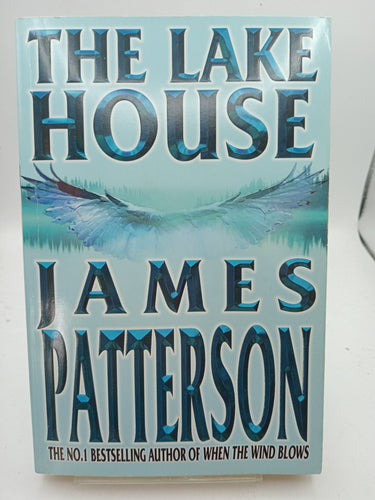 THE LAKE
HOUSE
JAMES
PATTERSON
THE NO.1 BESTSELLING AUTHOR OF WHEN THE WIND BLOWS